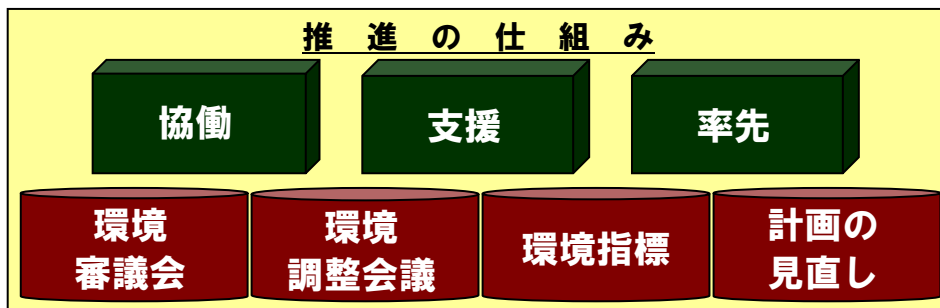 推進の仕組み
協働
支援
率先
環境
審議会
環境
調整会議
環境指標
計画の
見直し